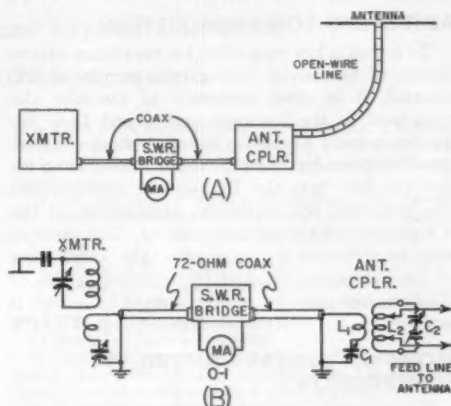 ANTENNA
OPEN-WIRE
LINE
COAX
XMTR.
S.W.R.
BRIDGE
MA
ANT.
CPLR.
(A)
XMTR.
72-OHM COAX
ANT.
CPLR.
S.W.R.
BRIDGE
MA
0-1
L1
C1
L2
C2
FEED LINE
TO
ANTENNA
(B)